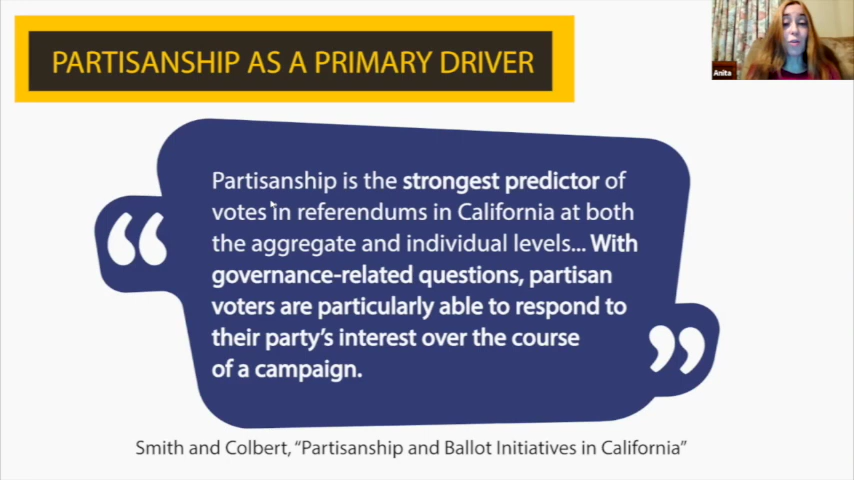 PARTISANSHIP AS A PRIMARY DRIVER
Anita
Partisanship is the strongest predictor of
votes in referendums in California at both
the aggregate and individual levels... With
governance-related questions, partisan
voters are particularly able to respond to
their party’s interest over the course
of a campaign.
Smith and Colbert, “Partisanship and Ballot Initiatives in California”